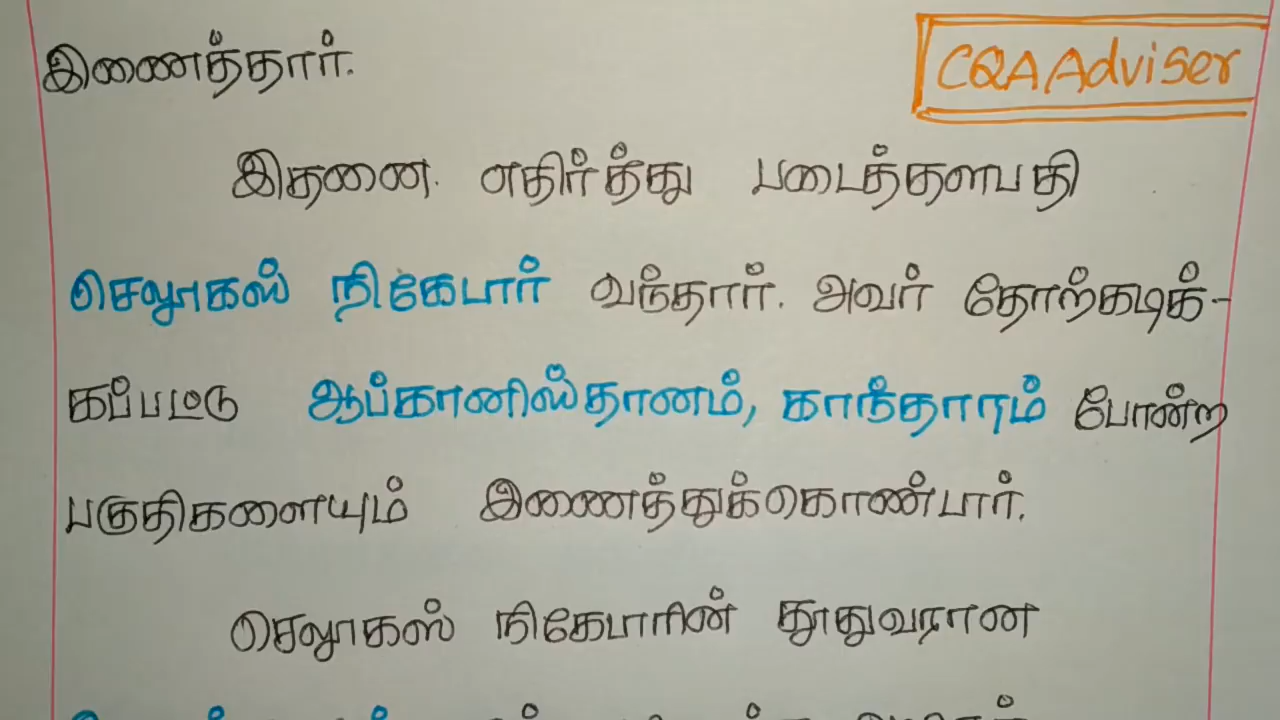 இணைத்தார்.
CQA Adviser
இதனை. எதிர்த்து படைத்தளபதி
செலூகஸ் நிகேடார் வந்தார். அவர் தோற்கடிக்-
கப்பட்டு ஆப்கானிஸ்தானம், காந்தாரம் போன்ற
பகுதிகளையும் இணைத்துக்கொண்டார்.
செலூகஸ் நிகேடாரின் தூதுவரான